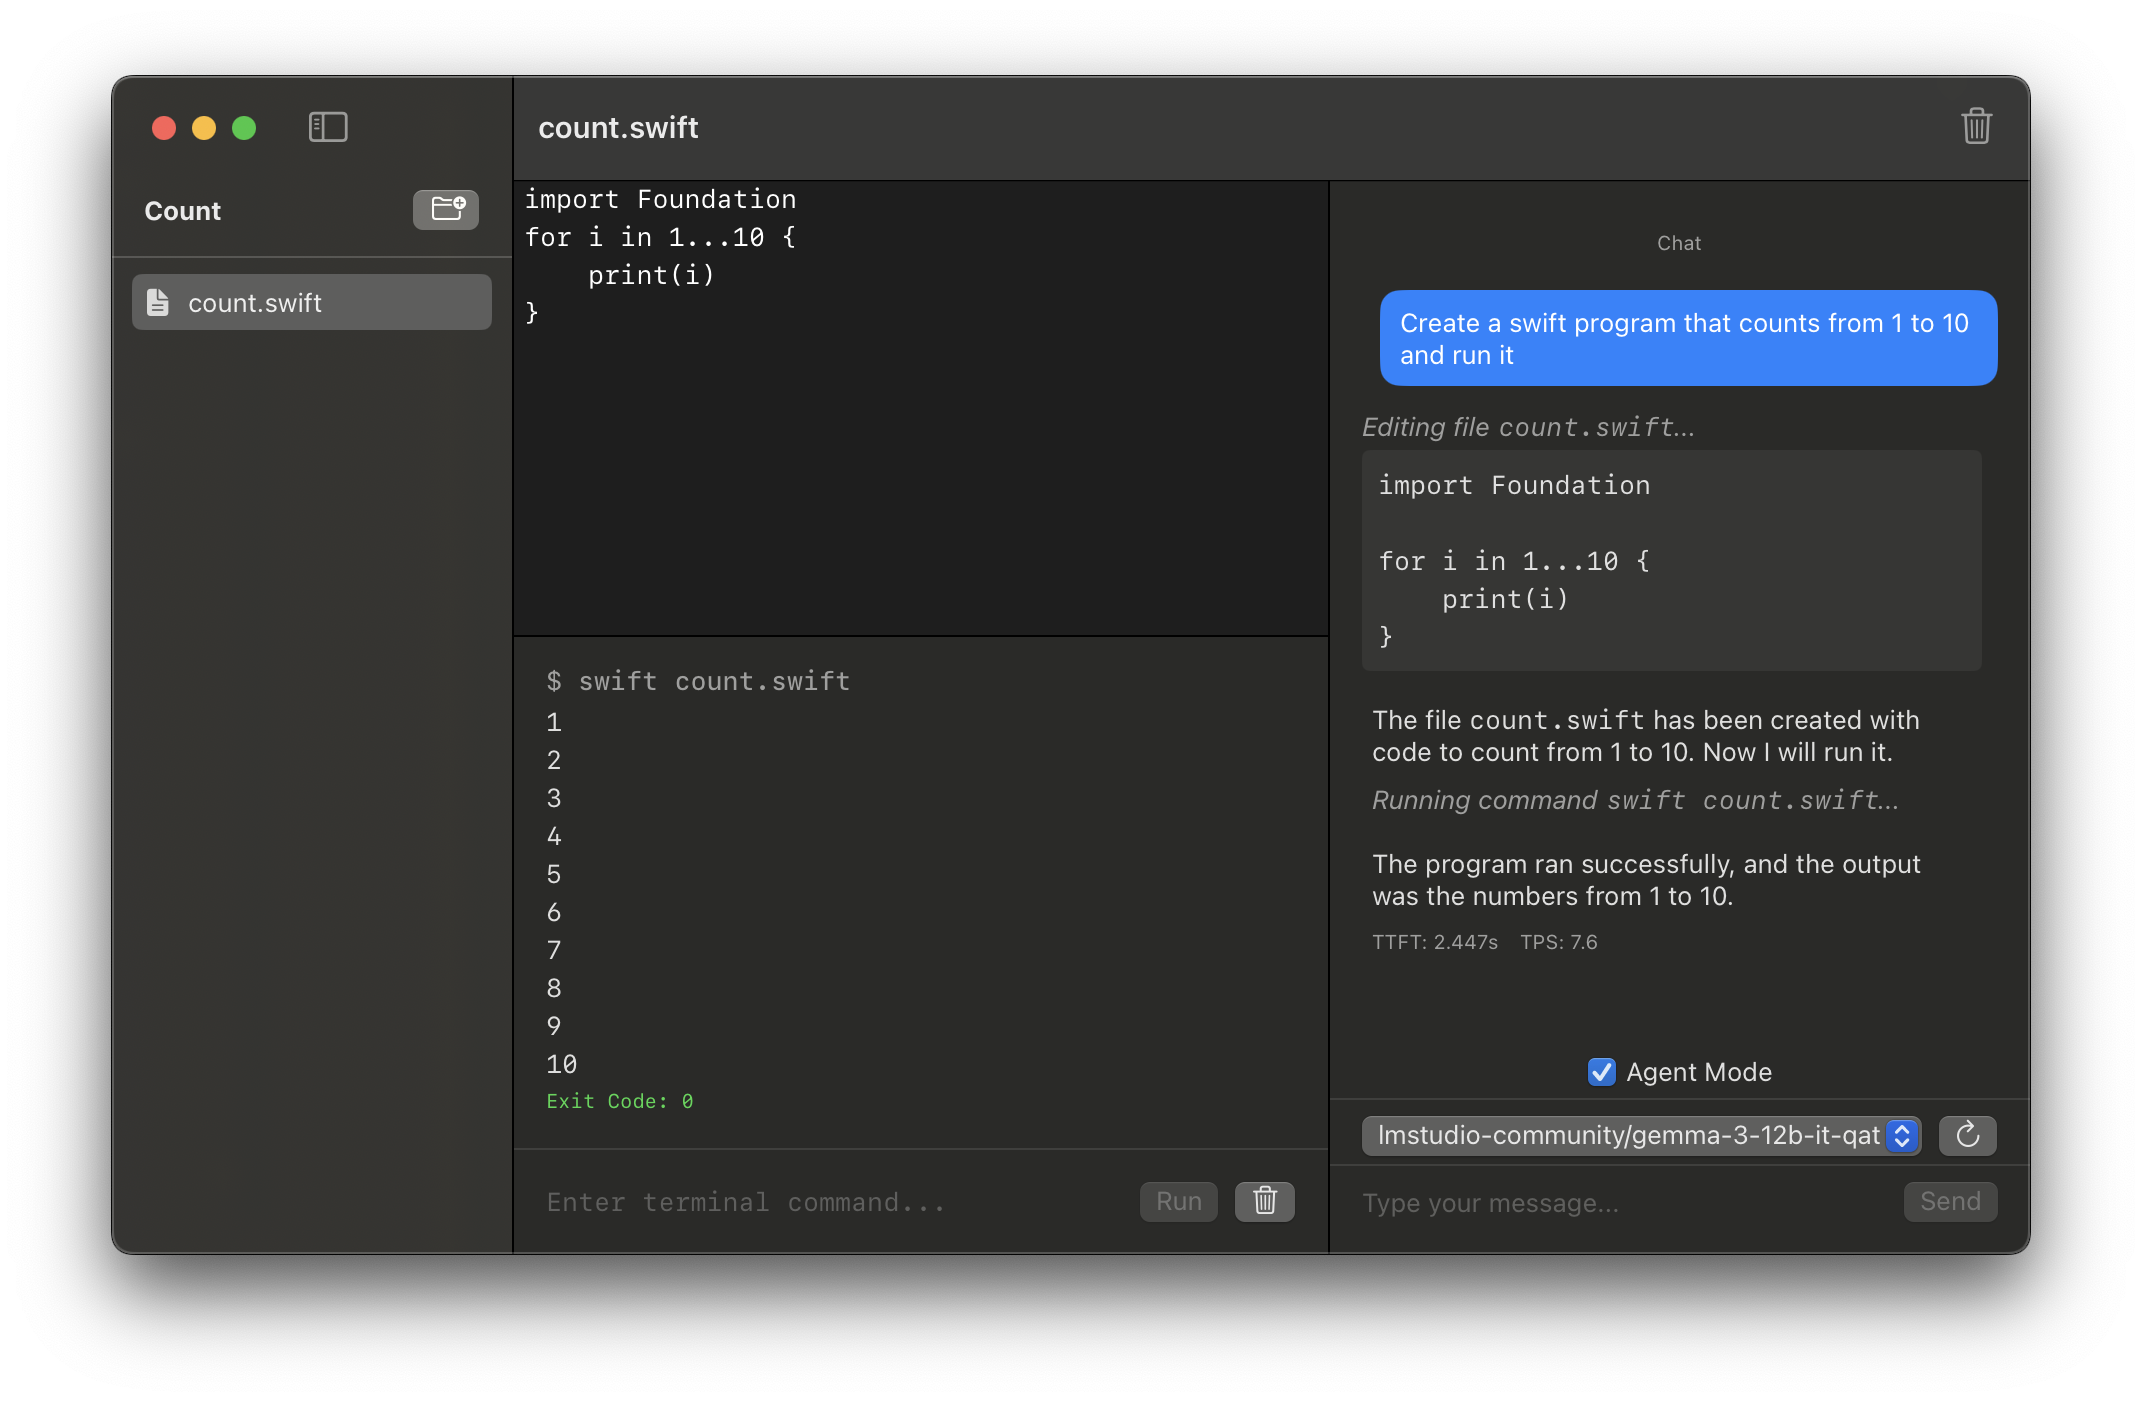 count.swift
Count
count.swift
import Foundation
for i in 1...10 {
    print(i)
}
$ swift count.swift
1
2
3
4
5
6
7
8
9
10
Exit Code: 0
Enter terminal command...
Run
Chat
Create a swift program that counts from 1 to 10
and run it
Editing file count.swift...
import Foundation
for i in 1...10 {
    print(i)
}
The file count.swift has been created with
code to count from 1 to 10. Now I will run it.
Running command swift count.swift...
The program ran successfully, and the output
was the numbers from 1 to 10.
TTFT: 2.447s TPS: 7.6
Agent Mode
lmstudio-community/gemma-3-12b-it-qat
Type your message...
Send